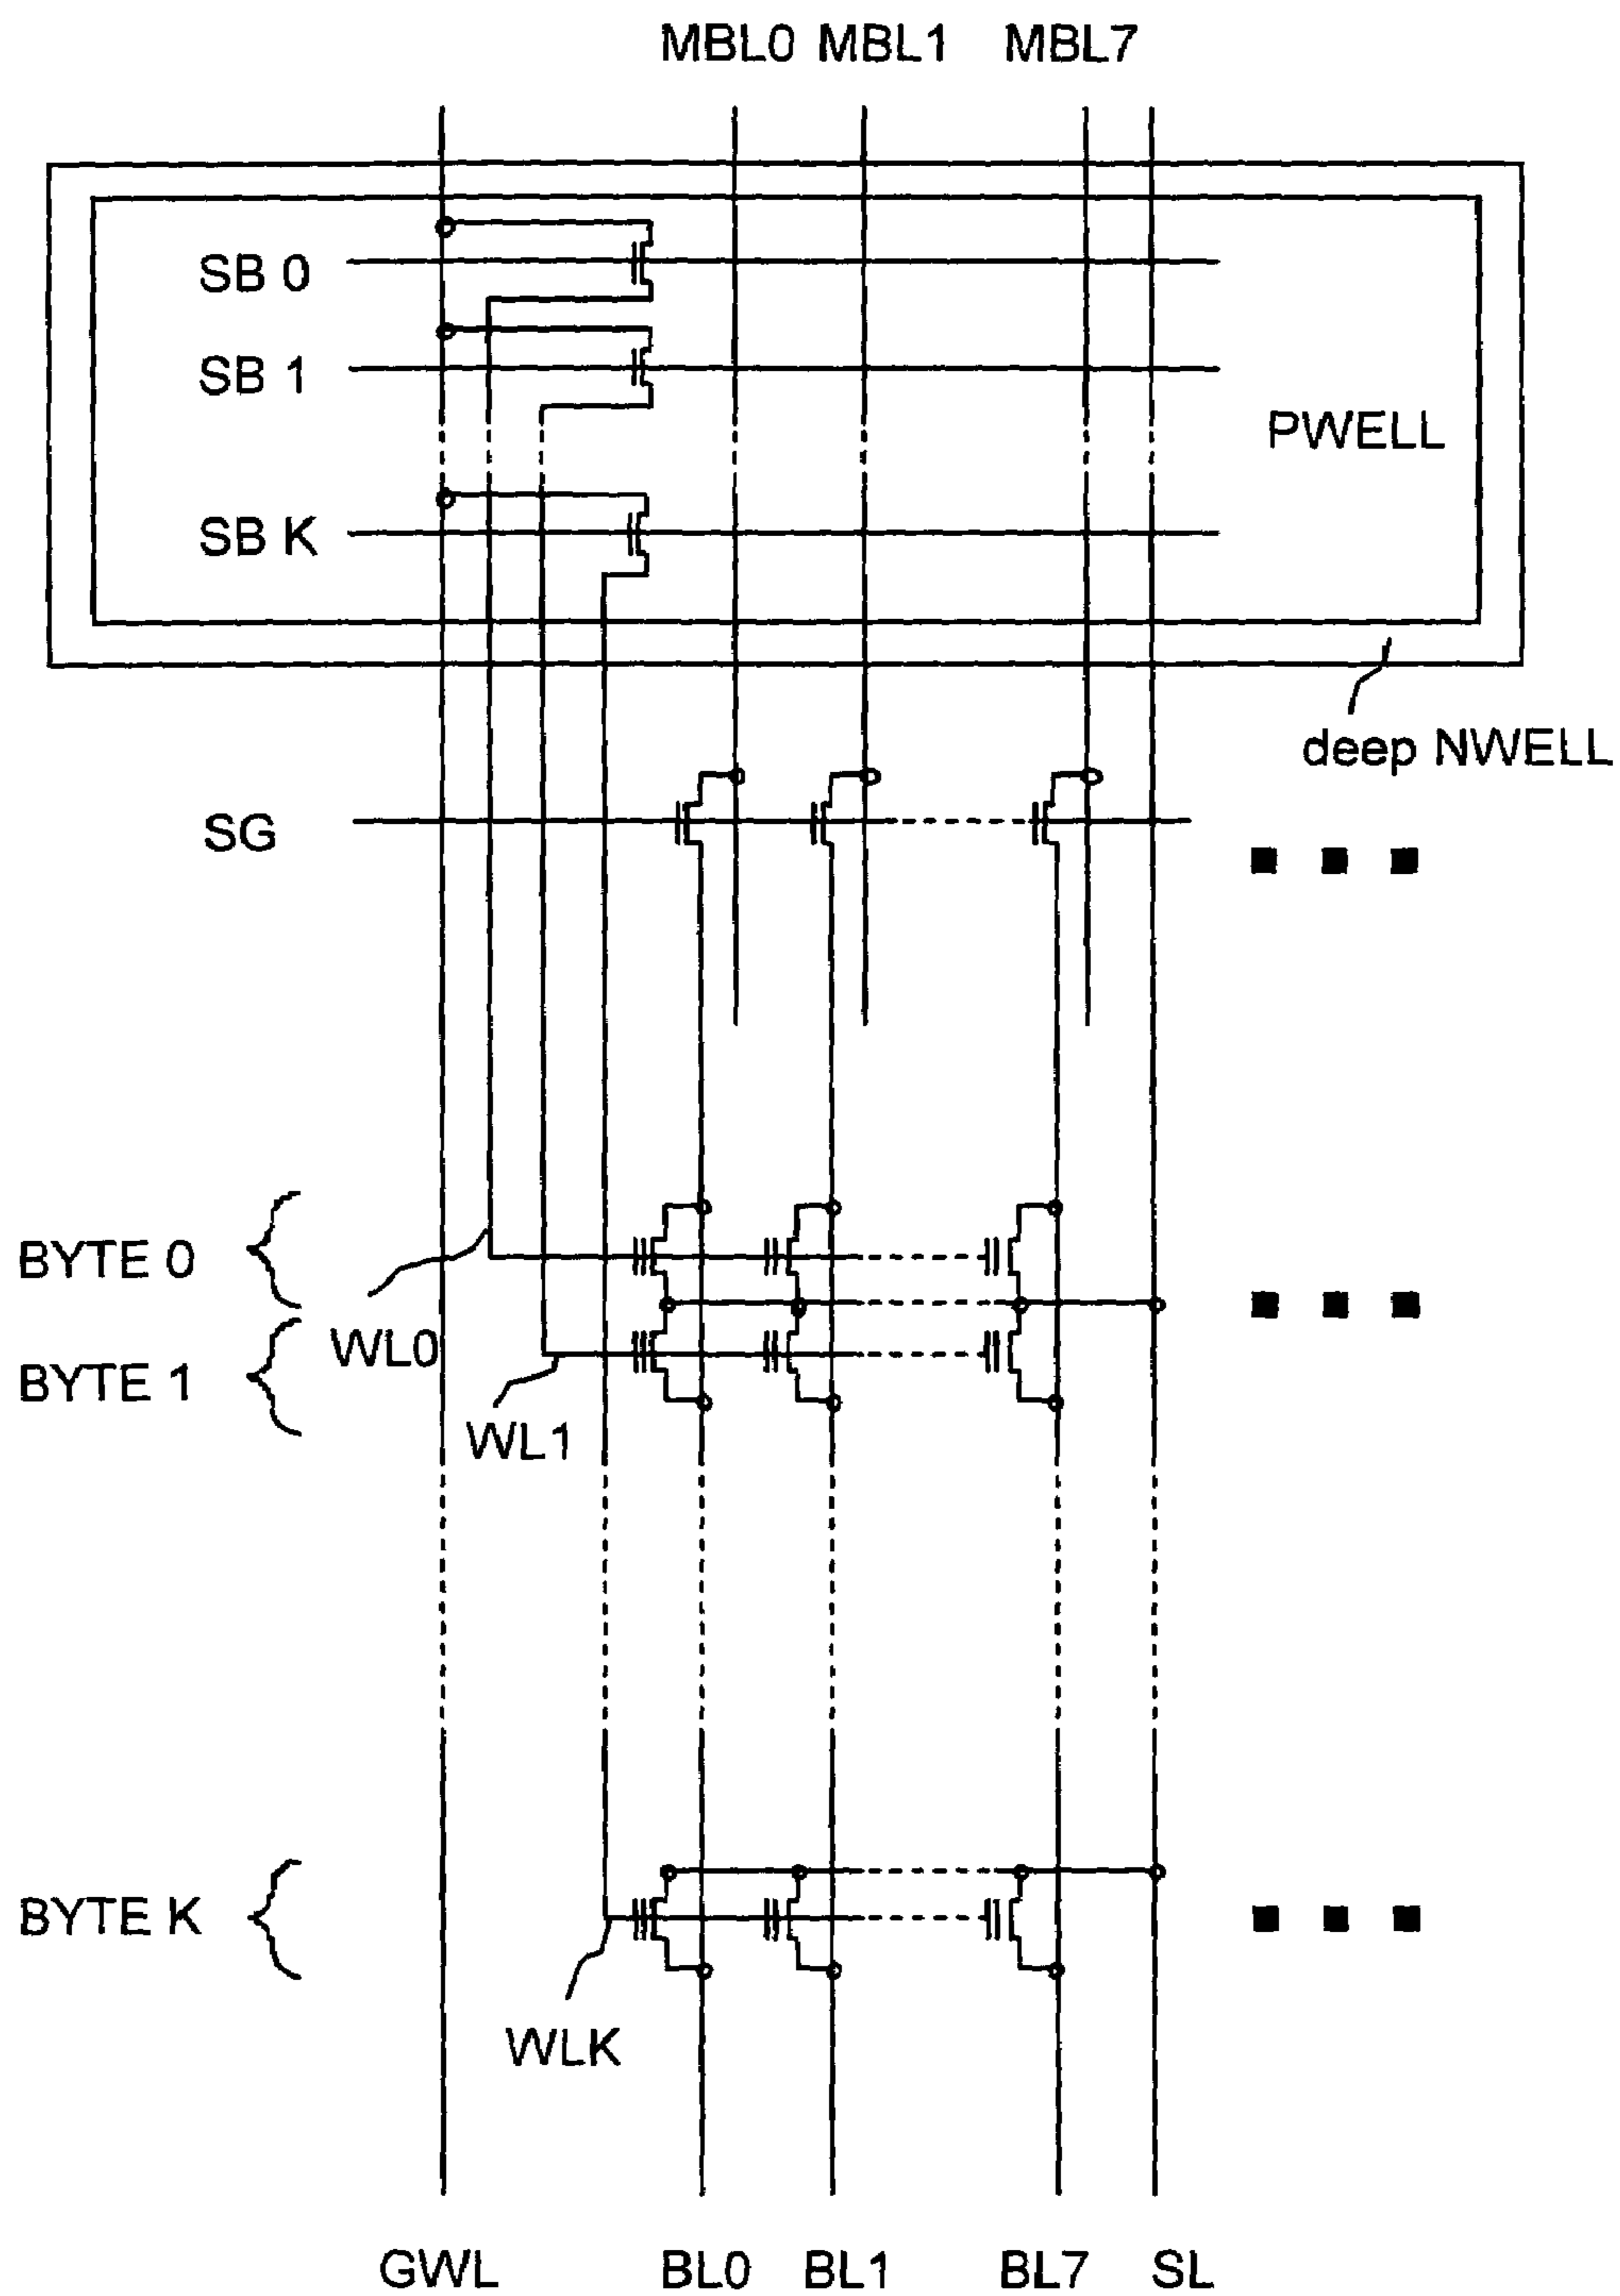 MBL0 MBL1 MBL7
SB 0
SB 1
PWELL
SB K
deep NWELL
SG
BYTE 0
WL0
BYTE 1
WL1
BYTE K
WLK
GWL BL0 BL1 BL7 SL